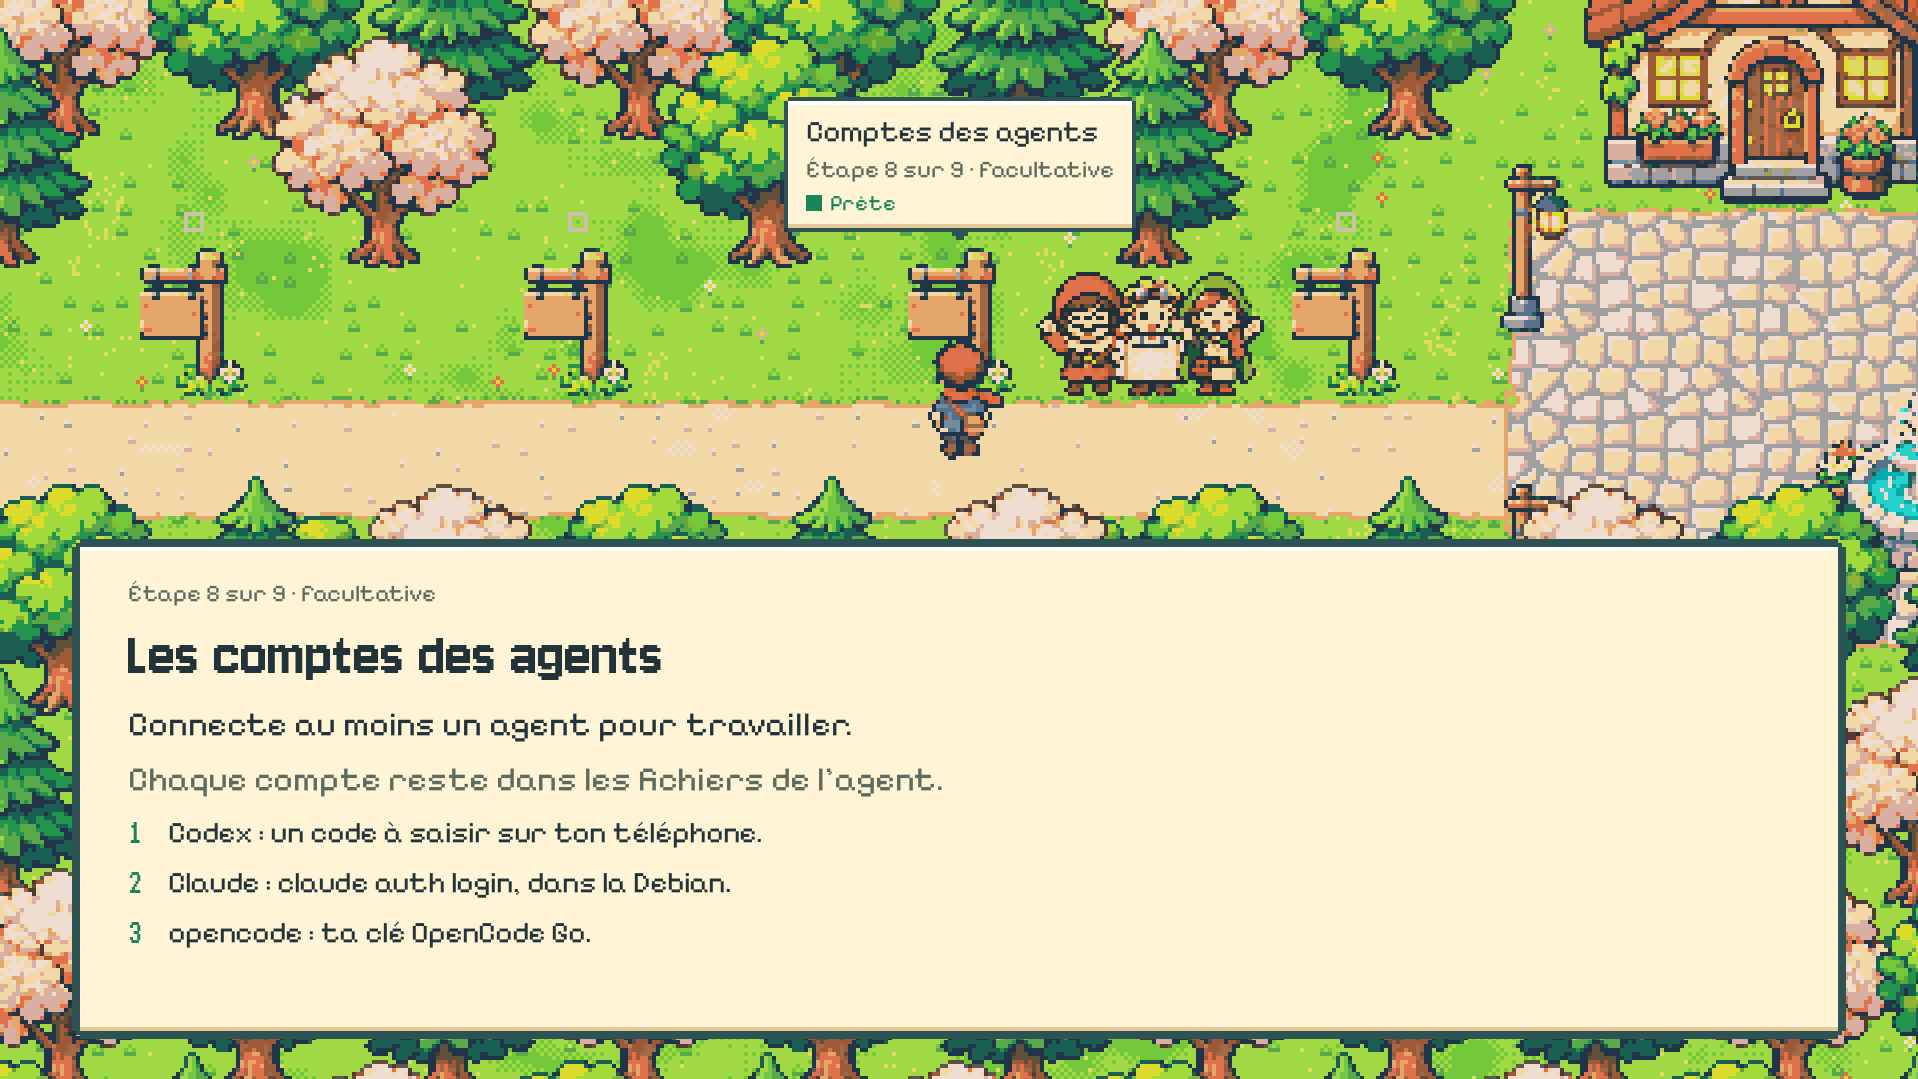 Comptes des agents
Étape 8 sur 9 · facultative
Prête
Étape 8 sur 9 · facultative
Les comptes des agents
Connecte au moins un agent pour travailler.
Chaque compte reste dans les fichiers de l’agent.
1 Codex : un code à saisir sur ton téléphone.
2 Claude : claude auth login, dans la Debian.
3 opencode : ta clé OpenCode Go.